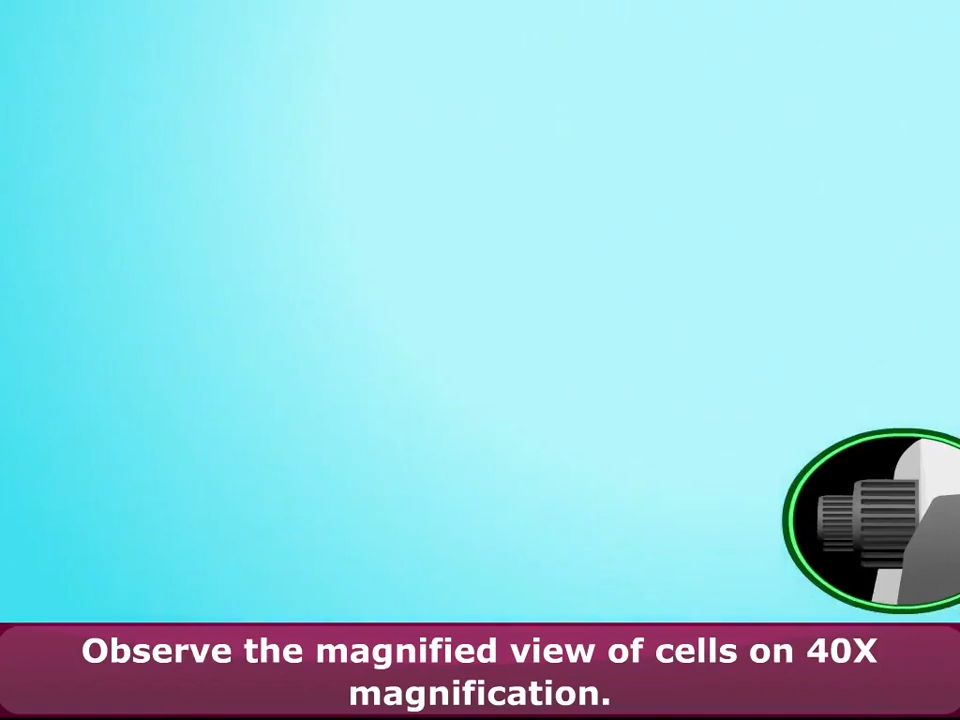 Observe the magnified view of cells on 40X
magnification.